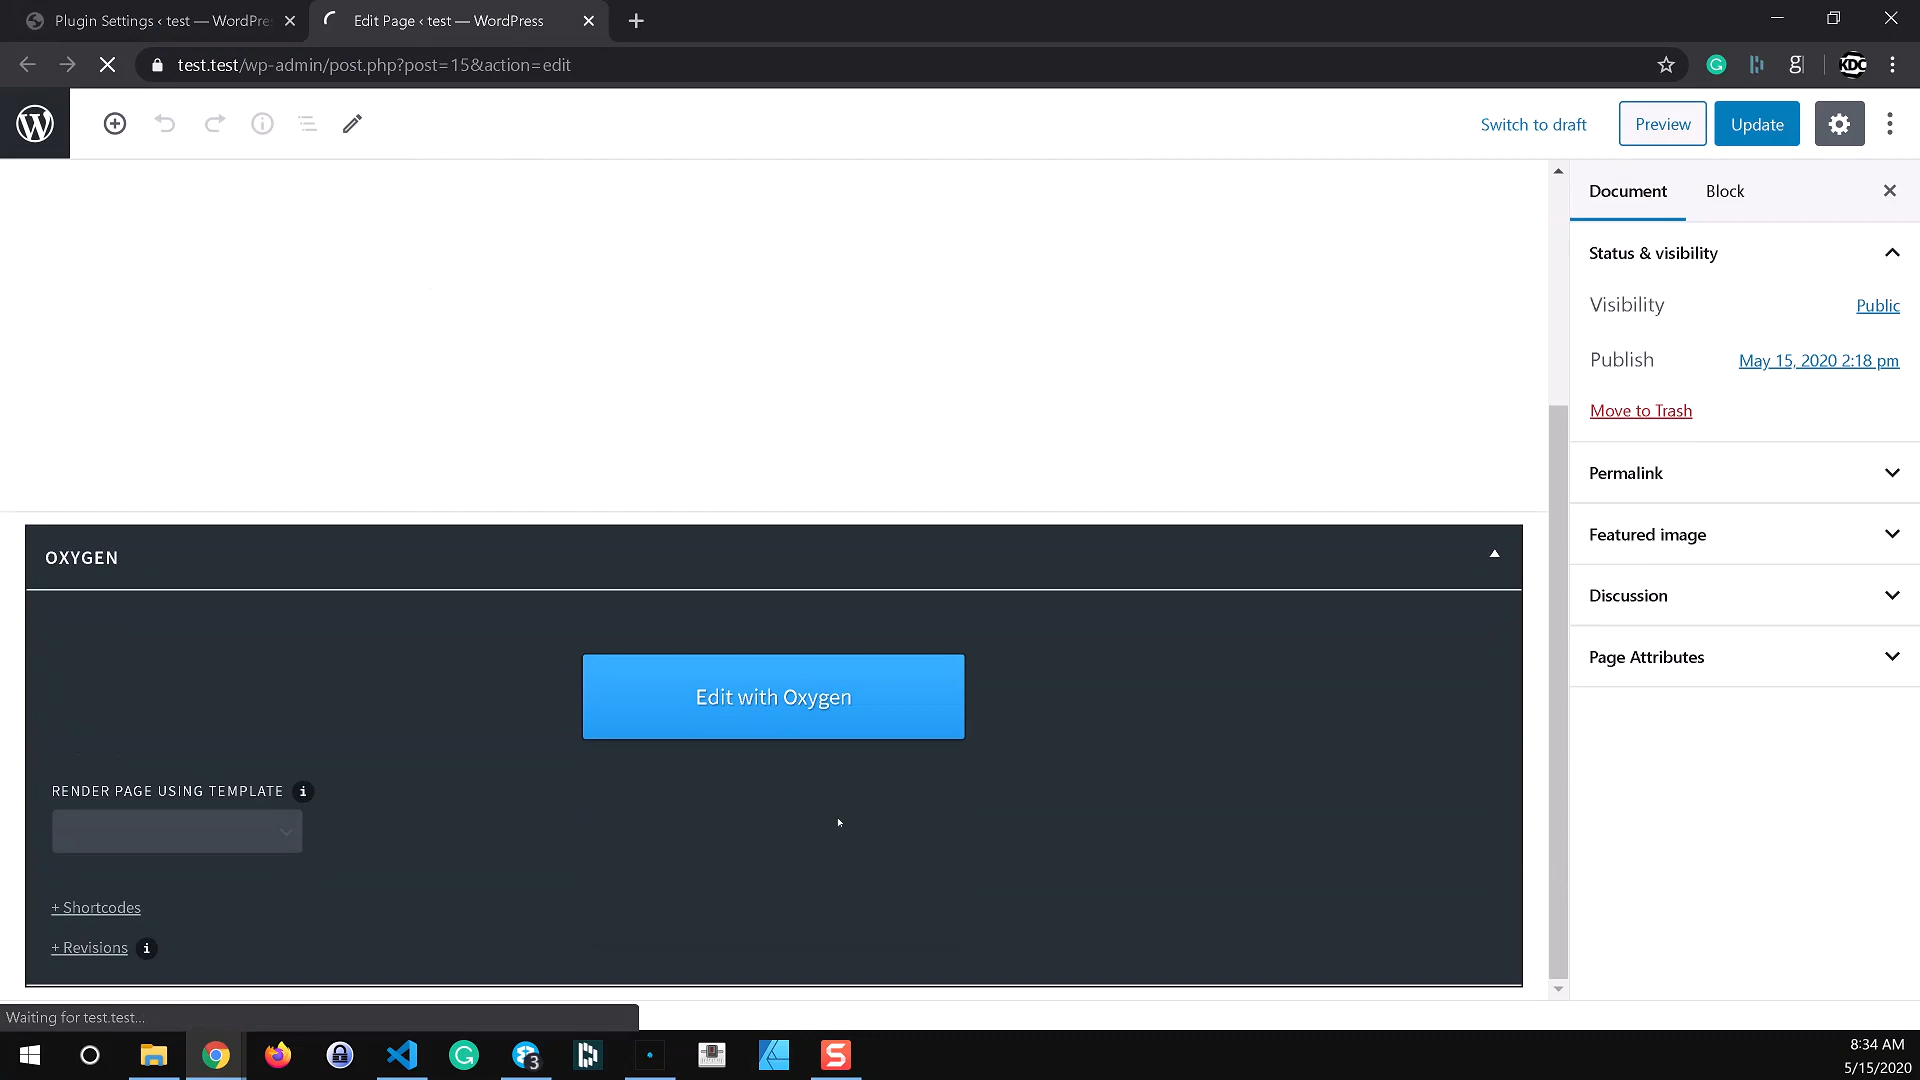 Plugin Settings ‹ test — WordPre
Edit Page ‹ test — WordPress
test.test/wp-admin/post.php?post=15&action=edit
KDC
Switch to draft
Preview
Update
Document
Block
Status & visibility
Visibility
Public
Publish
May 15, 2020 2:18 pm
Move to Trash
Permalink
Featured image
Discussion
Page Attributes
OXYGEN
Edit with Oxygen
RENDER PAGE USING TEMPLATE
+ Shortcodes
+ Revisions
Waiting for test.test...
3
8:34 AM
5/15/2020